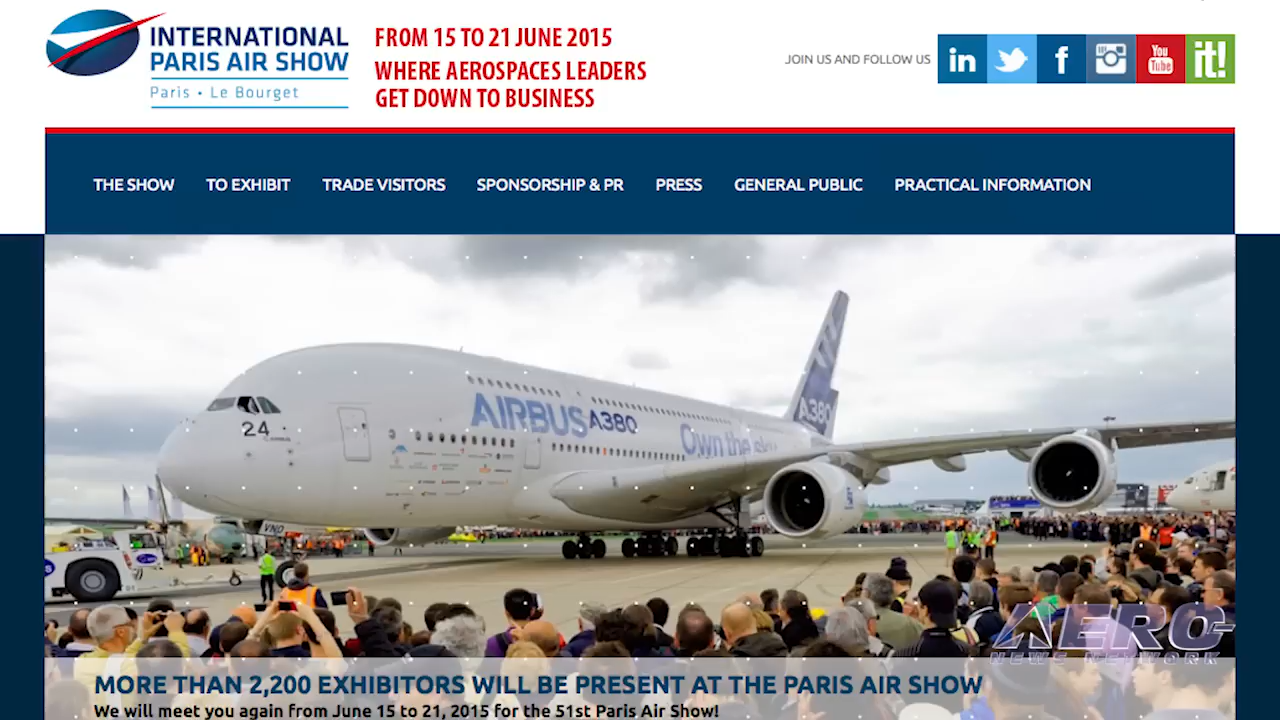 INTERNATIONAL
PARIS AIR SHOW
Paris • Le Bourget
FROM 15 TO 21 JUNE 2015
WHERE AEROSPACES LEADERS
GET DOWN TO BUSINESS
JOIN US AND FOLLOW US
in
f
You
Tube
it!
THE SHOW
TO EXHIBIT
TRADE VISITORS
SPONSORSHIP & PR
PRESS
GENERAL PUBLIC
PRACTICAL INFORMATION
A380
24
AIRBUS A380
Own the sky
VNO
AERO-
NEWS NETWORK
MORE THAN 2,200 EXHIBITORS WILL BE PRESENT AT THE PARIS AIR SHOW
We will meet you again from June 15 to 21, 2015 for the 51st Paris Air Show!